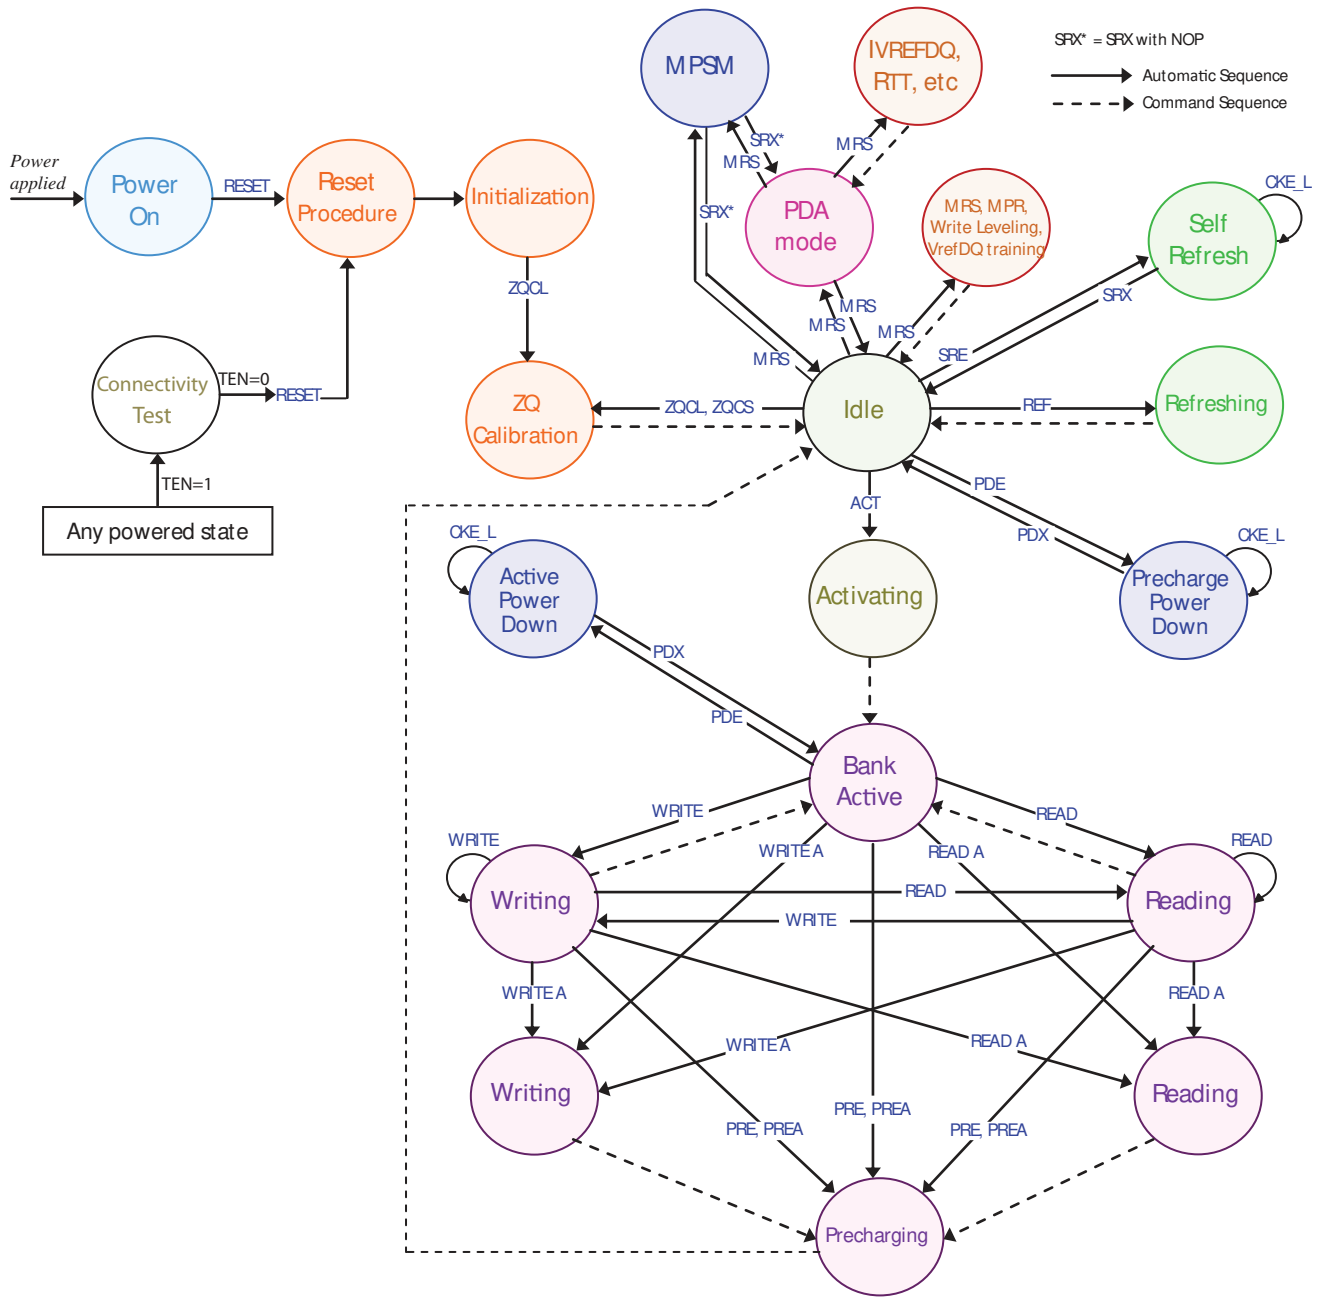 SRX* = SRX with NOP
Automatic Sequence
Command Sequence
MPSM
IVREFDQ,
RTT, etc
SRX*
MRS
MRS
Power
applied
Power
On
RESET
Reset
Procedure
Initialization
SRX*
PDA
mode
MRS, MPR,
Write Leveling,
VrefDQ training
CKE_L
Self
Refresh
ZQCL
MRS
MRS
MRS
MRS
SRE
SRX
Connectivity
Test
TEN=0
RESET
TEN=1
Any powered state
ZQ
Calibration
ZQCL, ZQCS
Idle
REF
Refreshing
ACT
PDE
PDX
CKE_L
Active
Power
Down
Activating
CKE_L
Precharge
Power
Down
PDX
PDE
Bank
Active
WRITE
READ
WRITE
WRITE A
READ A
READ
Writing
READ
WRITE
Reading
WRITE A
READ A
WRITE A
READ A
Writing
Reading
PRE, PREA
PRE, PREA
PRE, PREA
Precharging